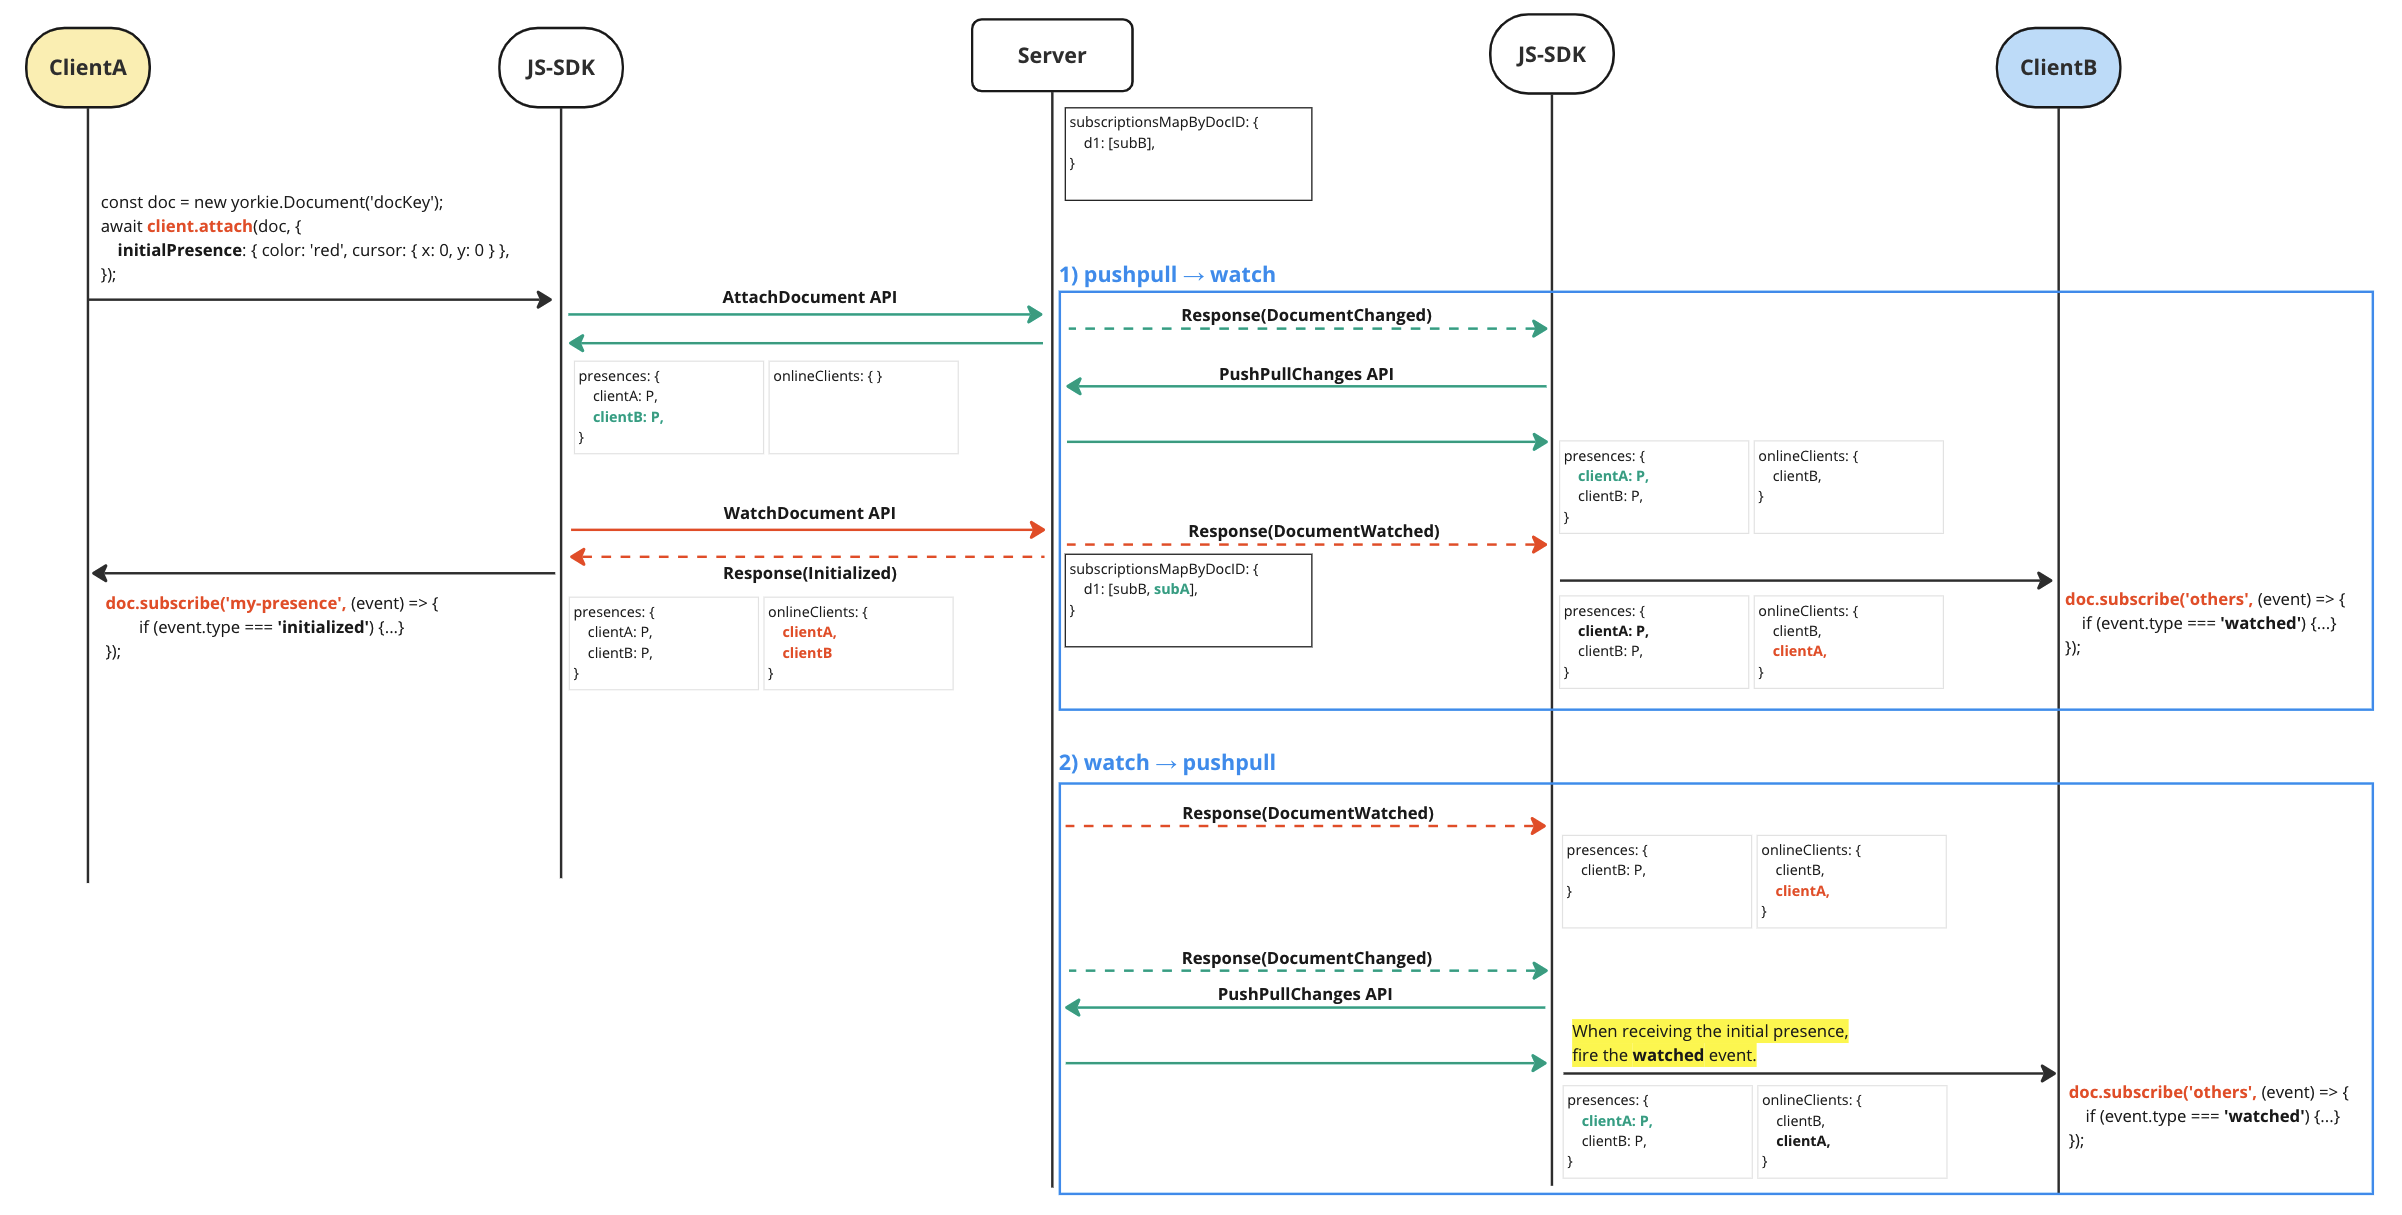 ClientA
JS-SDK
Server
JS-SDK
ClientB
subscriptionsMapByDocID: {
d1: [subB],
}
const doc = new yorkie.Document('docKey');
await client.attach(doc, {
initialPresence: { color: 'red', cursor: { x: 0, y: 0 } },
});
1) pushpull → watch
AttachDocument API
Response(DocumentChanged)
presences: {
clientA: P,
clientB: P,
}
onlineClients: { }
PushPullChanges API
presences: {
clientA: P,
clientB: P,
}
onlineClients: {
clientB,
}
WatchDocument API
Response(DocumentWatched)
Response(Initialized)
subscriptionsMapByDocID: {
d1: [subB, subA],
}
doc.subscribe('my-presence', (event) => {
if (event.type === 'initialized') {...}
});
presences: {
clientA: P,
clientB: P,
}
onlineClients: {
clientA,
clientB
}
presences: {
clientA: P,
clientB: P,
}
onlineClients: {
clientB,
clientA,
}
doc.subscribe('others', (event) => {
if (event.type === 'watched') {...}
});
2) watch → pushpull
Response(DocumentWatched)
presences: {
clientB: P,
}
onlineClients: {
clientB,
clientA,
}
Response(DocumentChanged)
PushPullChanges API
When receiving the initial presence,
fire the watched event.
presences: {
clientA: P,
clientB: P,
}
onlineClients: {
clientB,
clientA,
}
doc.subscribe('others', (event) => {
if (event.type === 'watched') {...}
});